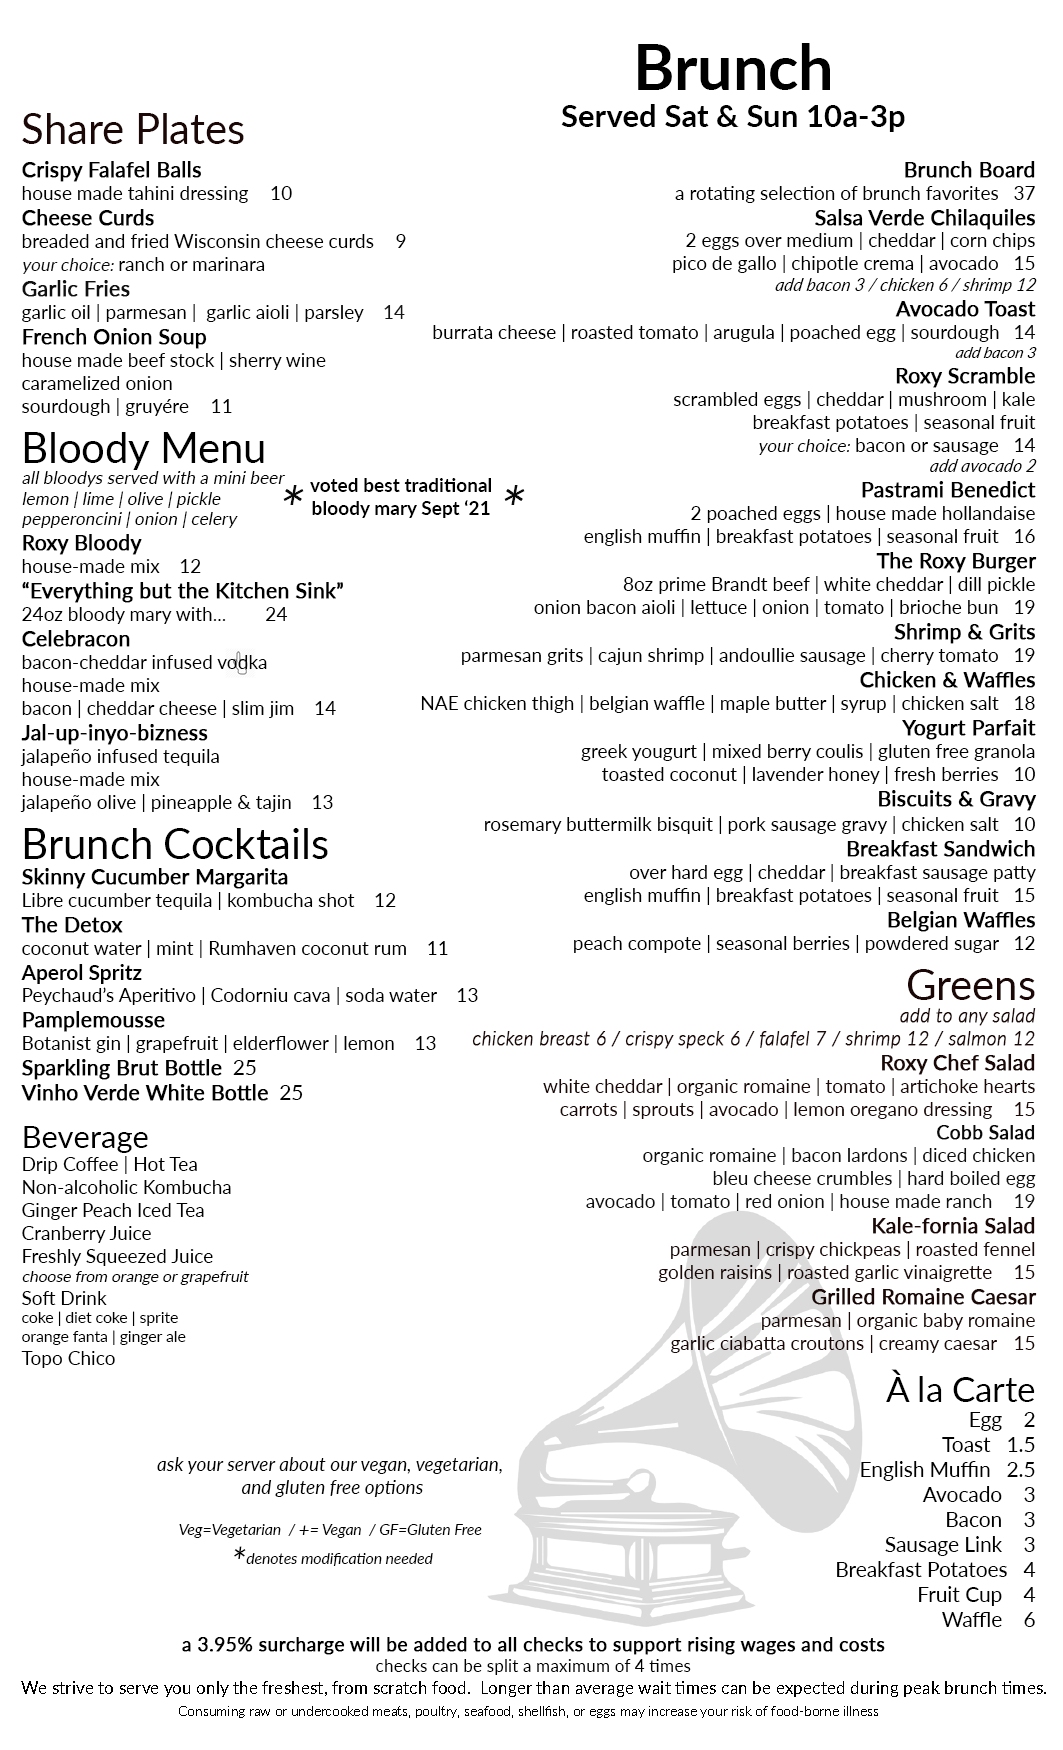 Brunch
Served Sat & Sun 10a-3p
Share Plates
Crispy Falafel Balls
house made tahini dressing 10
Cheese Curds
breaded and fried Wisconsin cheese curds 9
your choice: ranch or marinara
Garlic Fries
garlic oil | parmesan | garlic aioli | parsley 14
French Onion Soup
house made beef stock | sherry wine
caramelized onion
sourdough | gruyére 11
Bloody Menu
all bloodys served with a mini beer
lemon | lime | olive | pickle
pepperoncini | onion | celery
* voted best traditional *
bloody mary Sept ‘21
Roxy Bloody
house-made mix 12
“Everything but the Kitchen Sink”
24oz bloody mary with... 24
Celebracon
bacon-cheddar infused vodka
house-made mix
bacon | cheddar cheese | slim jim 14
Jal-up-inyo-bizness
jalapeño infused tequila
house-made mix
jalapeño olive | pineapple & tajin 13
Brunch Cocktails
Skinny Cucumber Margarita
Libre cucumber tequila | kombucha shot 12
The Detox
coconut water | mint | Rumhaven coconut rum 11
Aperol Spritz
Peychaud’s Aperitivo | Codorniu cava | soda water 13
Pamplemousse
Botanist gin | grapefruit | elderflower | lemon 13
Sparkling Brut Bottle 25
Vinho Verde White Bottle 25
Beverage
Drip Coffee | Hot Tea
Non-alcoholic Kombucha
Ginger Peach Iced Tea
Cranberry Juice
Freshly Squeezed Juice
choose from orange or grapefruit
Soft Drink
coke | diet coke | sprite
orange fanta | ginger ale
Topo Chico
Brunch Board
a rotating selection of brunch favorites 37
Salsa Verde Chilaquiles
2 eggs over medium | cheddar | corn chips
pico de gallo | chipotle crema | avocado 15
add bacon 3 / chicken 6 / shrimp 12
Avocado Toast
burrata cheese | roasted tomato | arugula | poached egg | sourdough 14
add bacon 3
Roxy Scramble
scrambled eggs | cheddar | mushroom | kale
breakfast potatoes | seasonal fruit
your choice: bacon or sausage 14
add avocado 2
Pastrami Benedict
2 poached eggs | house made hollandaise
english muffin | breakfast potatoes | seasonal fruit 16
The Roxy Burger
8oz prime Brandt beef | white cheddar | dill pickle
onion bacon aioli | lettuce | onion | tomato | brioche bun 19
Shrimp & Grits
parmesan grits | cajun shrimp | andoullie sausage | cherry tomato 19
Chicken & Waffles
NAE chicken thigh | belgian waffle | maple butter | syrup | chicken salt 18
Yogurt Parfait
greek yougurt | mixed berry coulis | gluten free granola
toasted coconut | lavender honey | fresh berries 10
Biscuits & Gravy
rosemary buttermilk bisquit | pork sausage gravy | chicken salt 10
Breakfast Sandwich
over hard egg | cheddar | breakfast sausage patty
english muffin | breakfast potatoes | seasonal fruit 15
Belgian Waffles
peach compote | seasonal berries | powdered sugar 12
Greens
add to any salad
chicken breast 6 / crispy speck 6 / falafel 7 / shrimp 12 / salmon 12
Roxy Chef Salad
white cheddar | organic romaine | tomato | artichoke hearts
carrots | sprouts | avocado | lemon oregano dressing 15
Cobb Salad
organic romaine | bacon lardons | diced chicken
bleu cheese crumbles | hard boiled egg
avocado | tomato | red onion | house made ranch 19
Kale-fornia Salad
parmesan | crispy chickpeas | roasted fennel
golden raisins | roasted garlic vinaigrette 15
Grilled Romaine Caesar
parmesan | organic baby romaine
garlic ciabatta croutons | creamy caesar 15
À la Carte
Egg 2
Toast 1.5
English Muffin 2.5
Avocado 3
Bacon 3
Sausage Link 3
Breakfast Potatoes 4
Fruit Cup 4
Waffle 6
ask your server about our vegan, vegetarian,
and gluten free options
Veg=Vegetarian / += Vegan / GF=Gluten Free
*denotes modification needed
a 3.95% surcharge will be added to all checks to support rising wages and costs
checks can be split a maximum of 4 times
We strive to serve you only the freshest, from scratch food. Longer than average wait times can be expected during peak brunch times.
Consuming raw or undercooked meats, poultry, seafood, shellfish, or eggs may increase your risk of food-borne illness